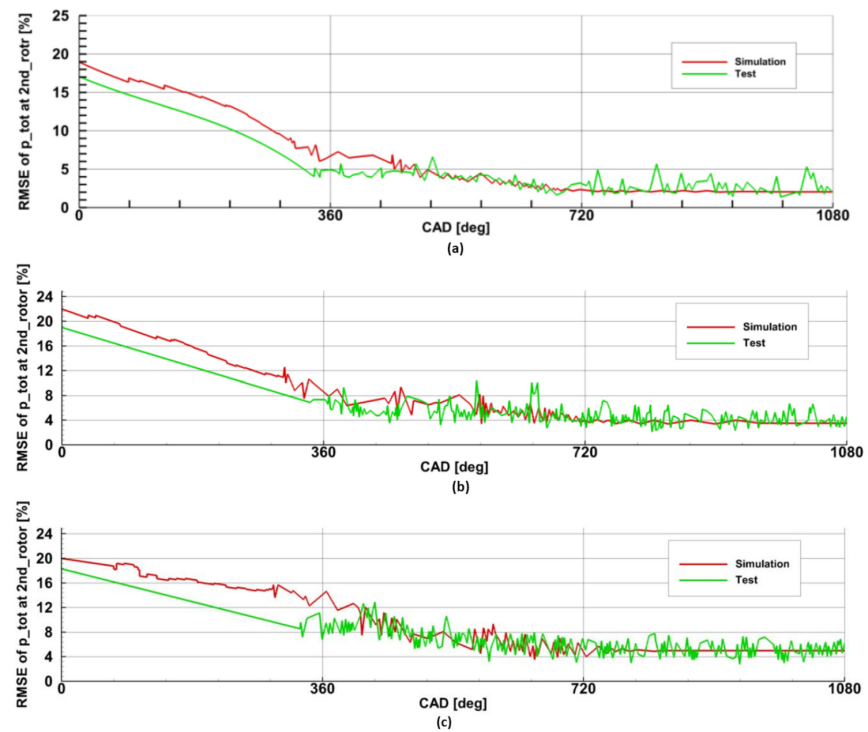 RMSE of p_tot at 2nd_rotr [%]
25
20
15
10
5
0
Simulation
Test
0
360
720
1080
CAD [deg]
(a)
RMSE of p_tot at 2nd_rotor [%]
24
20
16
12
8
4
0
Simulation
Test
0
360
720
1080
CAD [deg]
(b)
RMSE of p_tot at 2nd_rotor [%]
24
20
16
12
8
4
0
Simulation
Test
0
360
720
1080
CAD [deg]
(c)